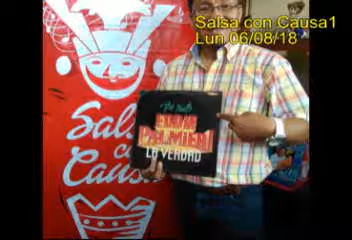 Salsa con Causa1
Lun 06/08/18
Salsa
con
Causa
EDDIE
PALMIERI
LA VERDAD